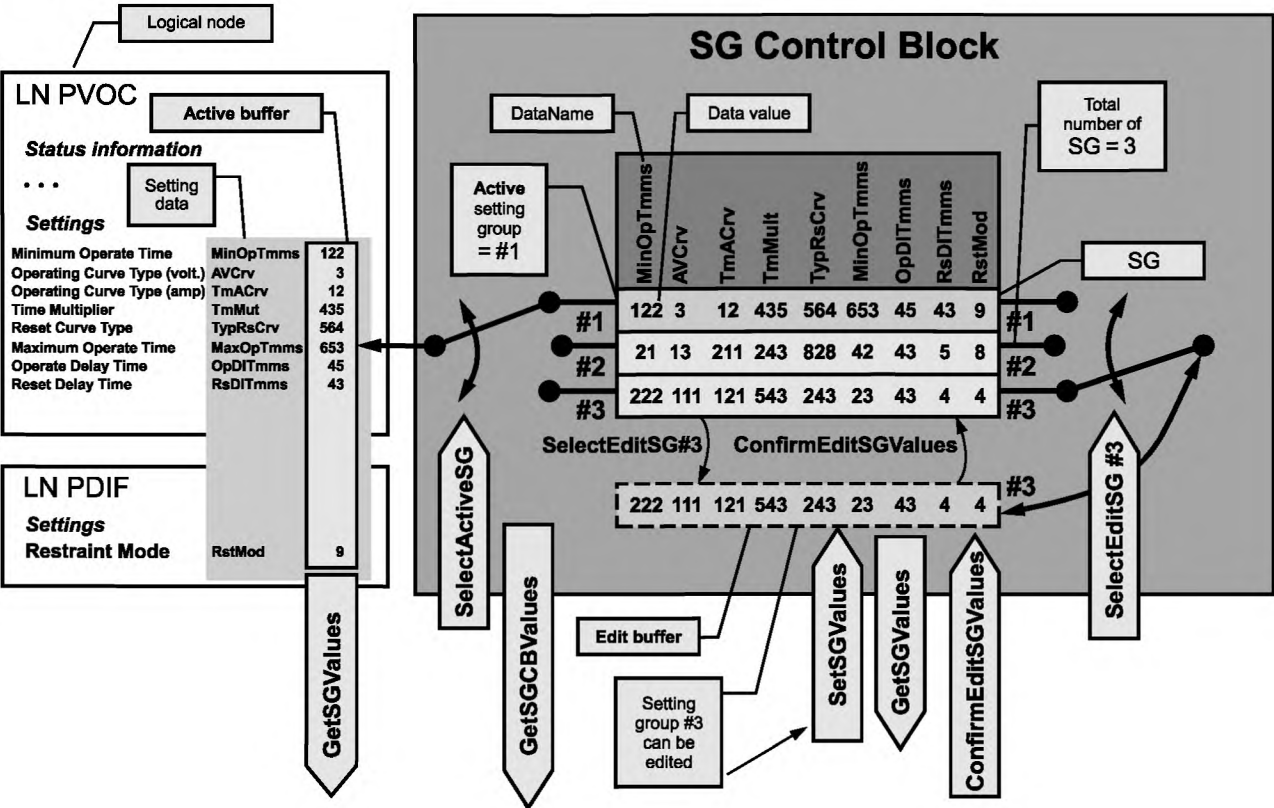 Logical node
SG Control Block
LN PVOC
Active buffer
Status information
...
Setting
data
Settings
Minimum Operate Time MinOpTmms 122
Operating Curve Type (volt.) AVCrv 3
Operating Curve Type (amp) TmACrv 12
Time Multiplier TmMut 435
Reset Curve Type TypRsCrv 564
Maximum Operate Time MaxOpTmms 653
Operate Delay Time OpDITmms 45
Reset Delay Time RsDITmms 43
LN PDIF
Settings
Restraint Mode RstMod 9
GetSGValues
DataName
Data value
Total
number of
SG = 3
Active
setting
group
= #1
SG
MinOpTmms
AVCrv
TmACrv
TmMult
TypRsCrv
MinOpTmms
OpDITmms
RsDITmms
RstMod
#1 122 3 12 435 564 653 45 43 9 #1
#2 21 13 211 243 828 42 43 5 8 #2
#3 222 111 121 543 243 23 43 4 4 #3
SelectEditSG#3
ConfirmEditSGValues
222 111 121 543 243 23 43 4 4 #3
SelectActiveSG
GetSGCBValues
Edit buffer
Setting
group #3
can be
edited
SetSGValues
GetSGValues
ConfirmEditSGValues
SelectEditSG #3